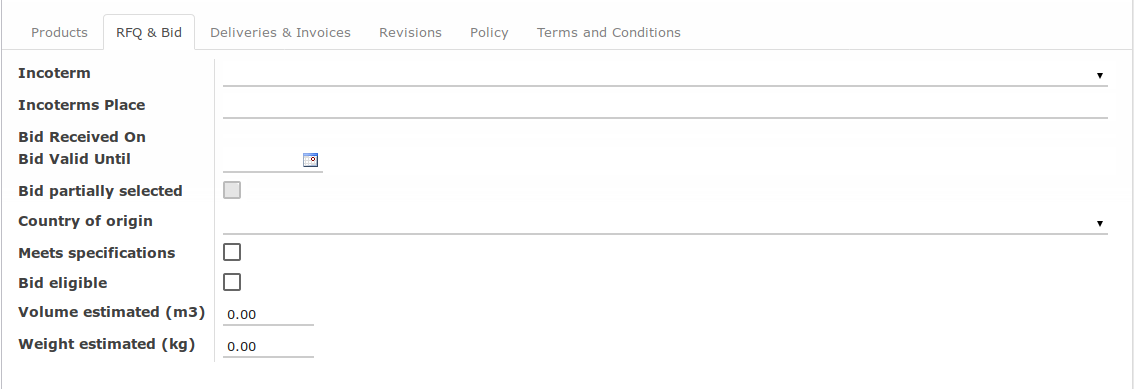 Products RFQ & Bid Deliveries & Invoices Revisions Policy Terms and Conditions
Incoterm
Incoterms Place
Bid Received On
Bid Valid Until
Bid partially selected
Country of origin
Meets specifications
Bid eligible
Volume estimated (m3) 0.00
Weight estimated (kg) 0.00